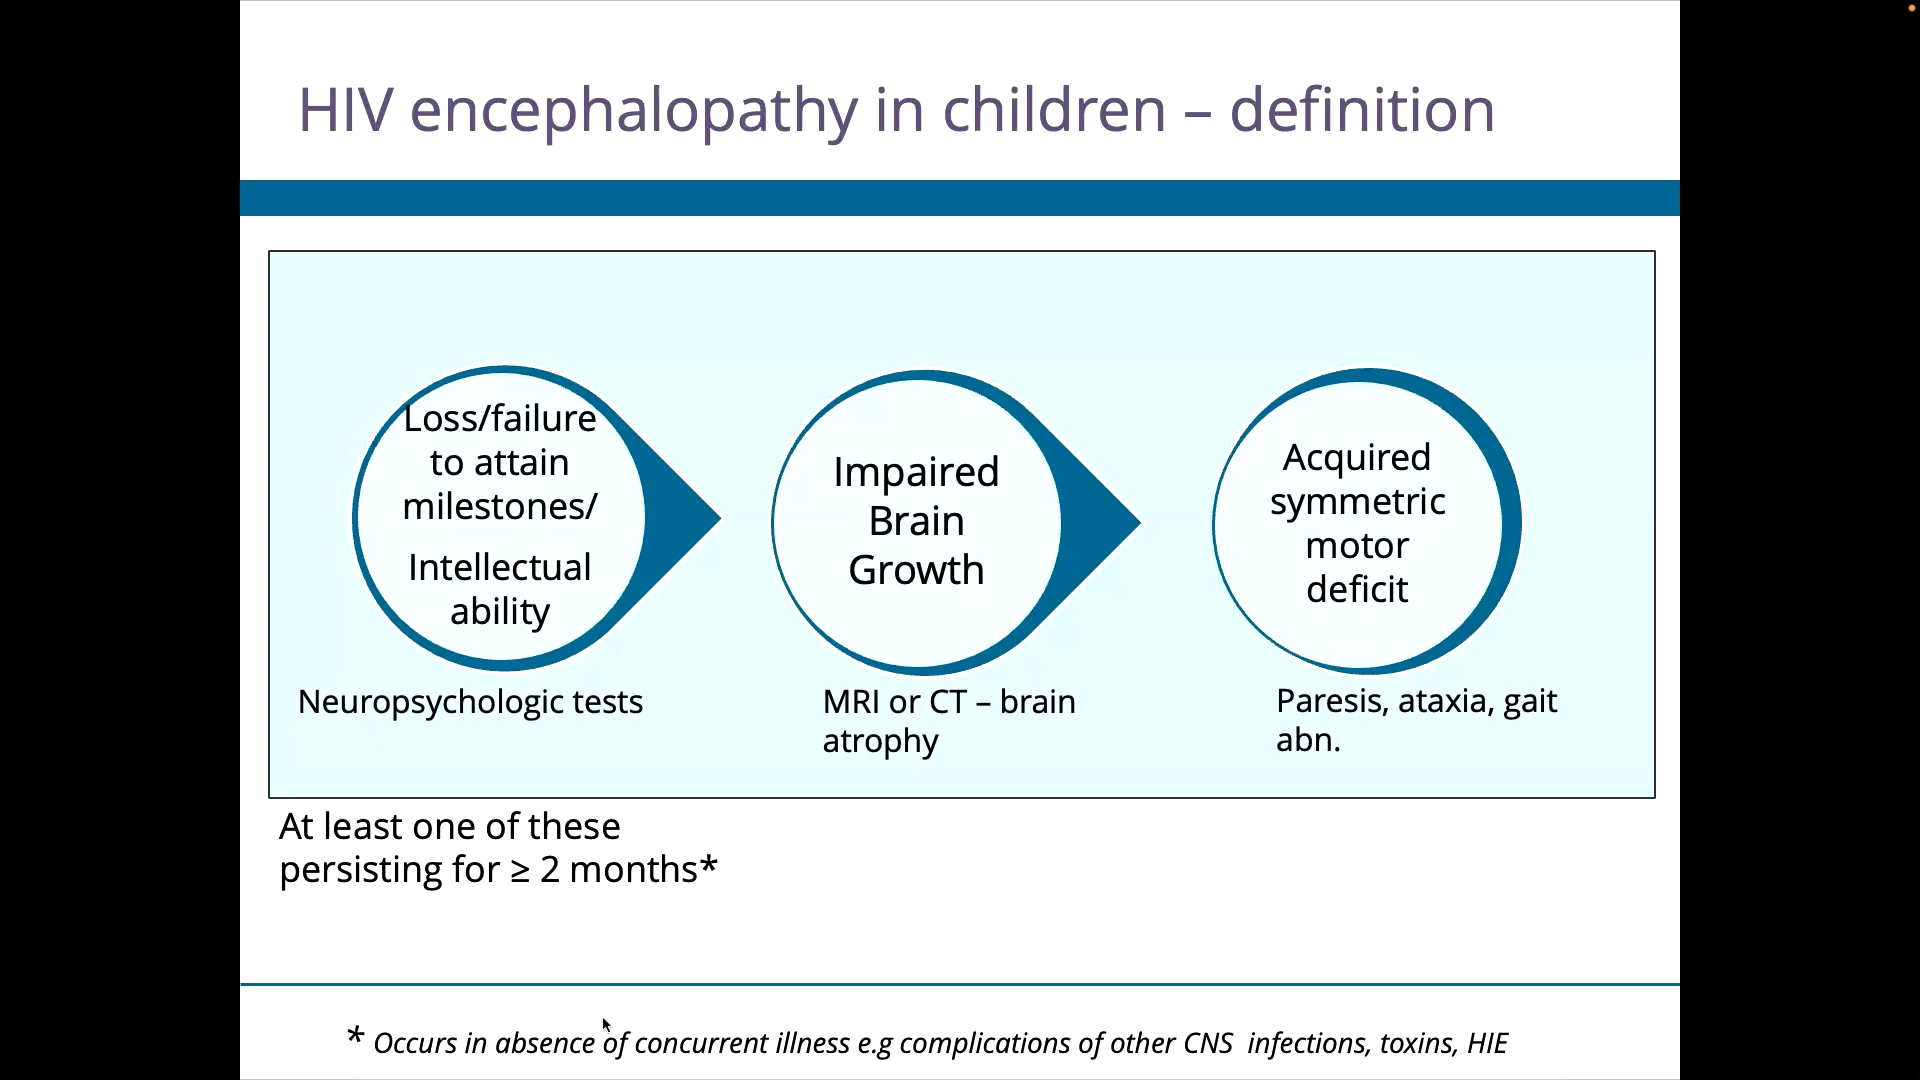 HIV encephalopathy in children – definition
Loss/failure
to attain
milestones/
Intellectual
ability
Neuropsychologic tests
Impaired
Brain
Growth
MRI or CT – brain
atrophy
Acquired
symmetric
motor
deficit
Paresis, ataxia, gait
abn.
At least one of these
persisting for ≥ 2 months*
* Occurs in absence of concurrent illness e.g complications of other CNS infections, toxins, HIE